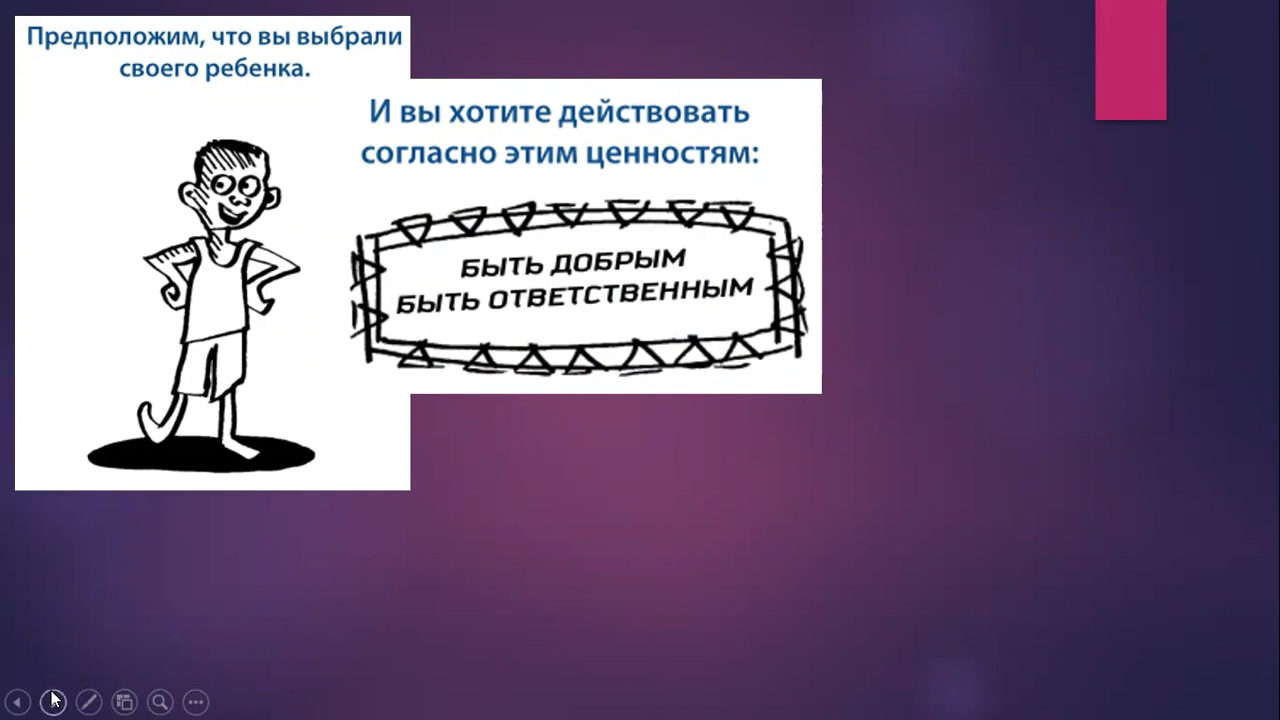 Предположим, что вы выбрали
своего ребенка.
И вы хотите действовать
согласно этим ценностям:
БЫТЬ ДОБРЫМ
БЫТЬ ОТВЕТСТВЕННЫМ